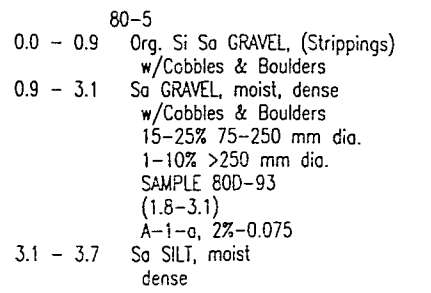 80-5
0.0 - 0.9 Org. Si Sa GRAVEL, (Strippings)
w/Cobbles & Boulders
0.9 - 3.1 Sa GRAVEL, moist, dense
w/Cobbles & Boulders
15-25% 75-250 mm dia.
1-10% >250 mm dia.
SAMPLE 80D-93
(1.8-3.1)
A-1-a, 2%-0.075
3.1 - 3.7 Sa SILT, moist
dense